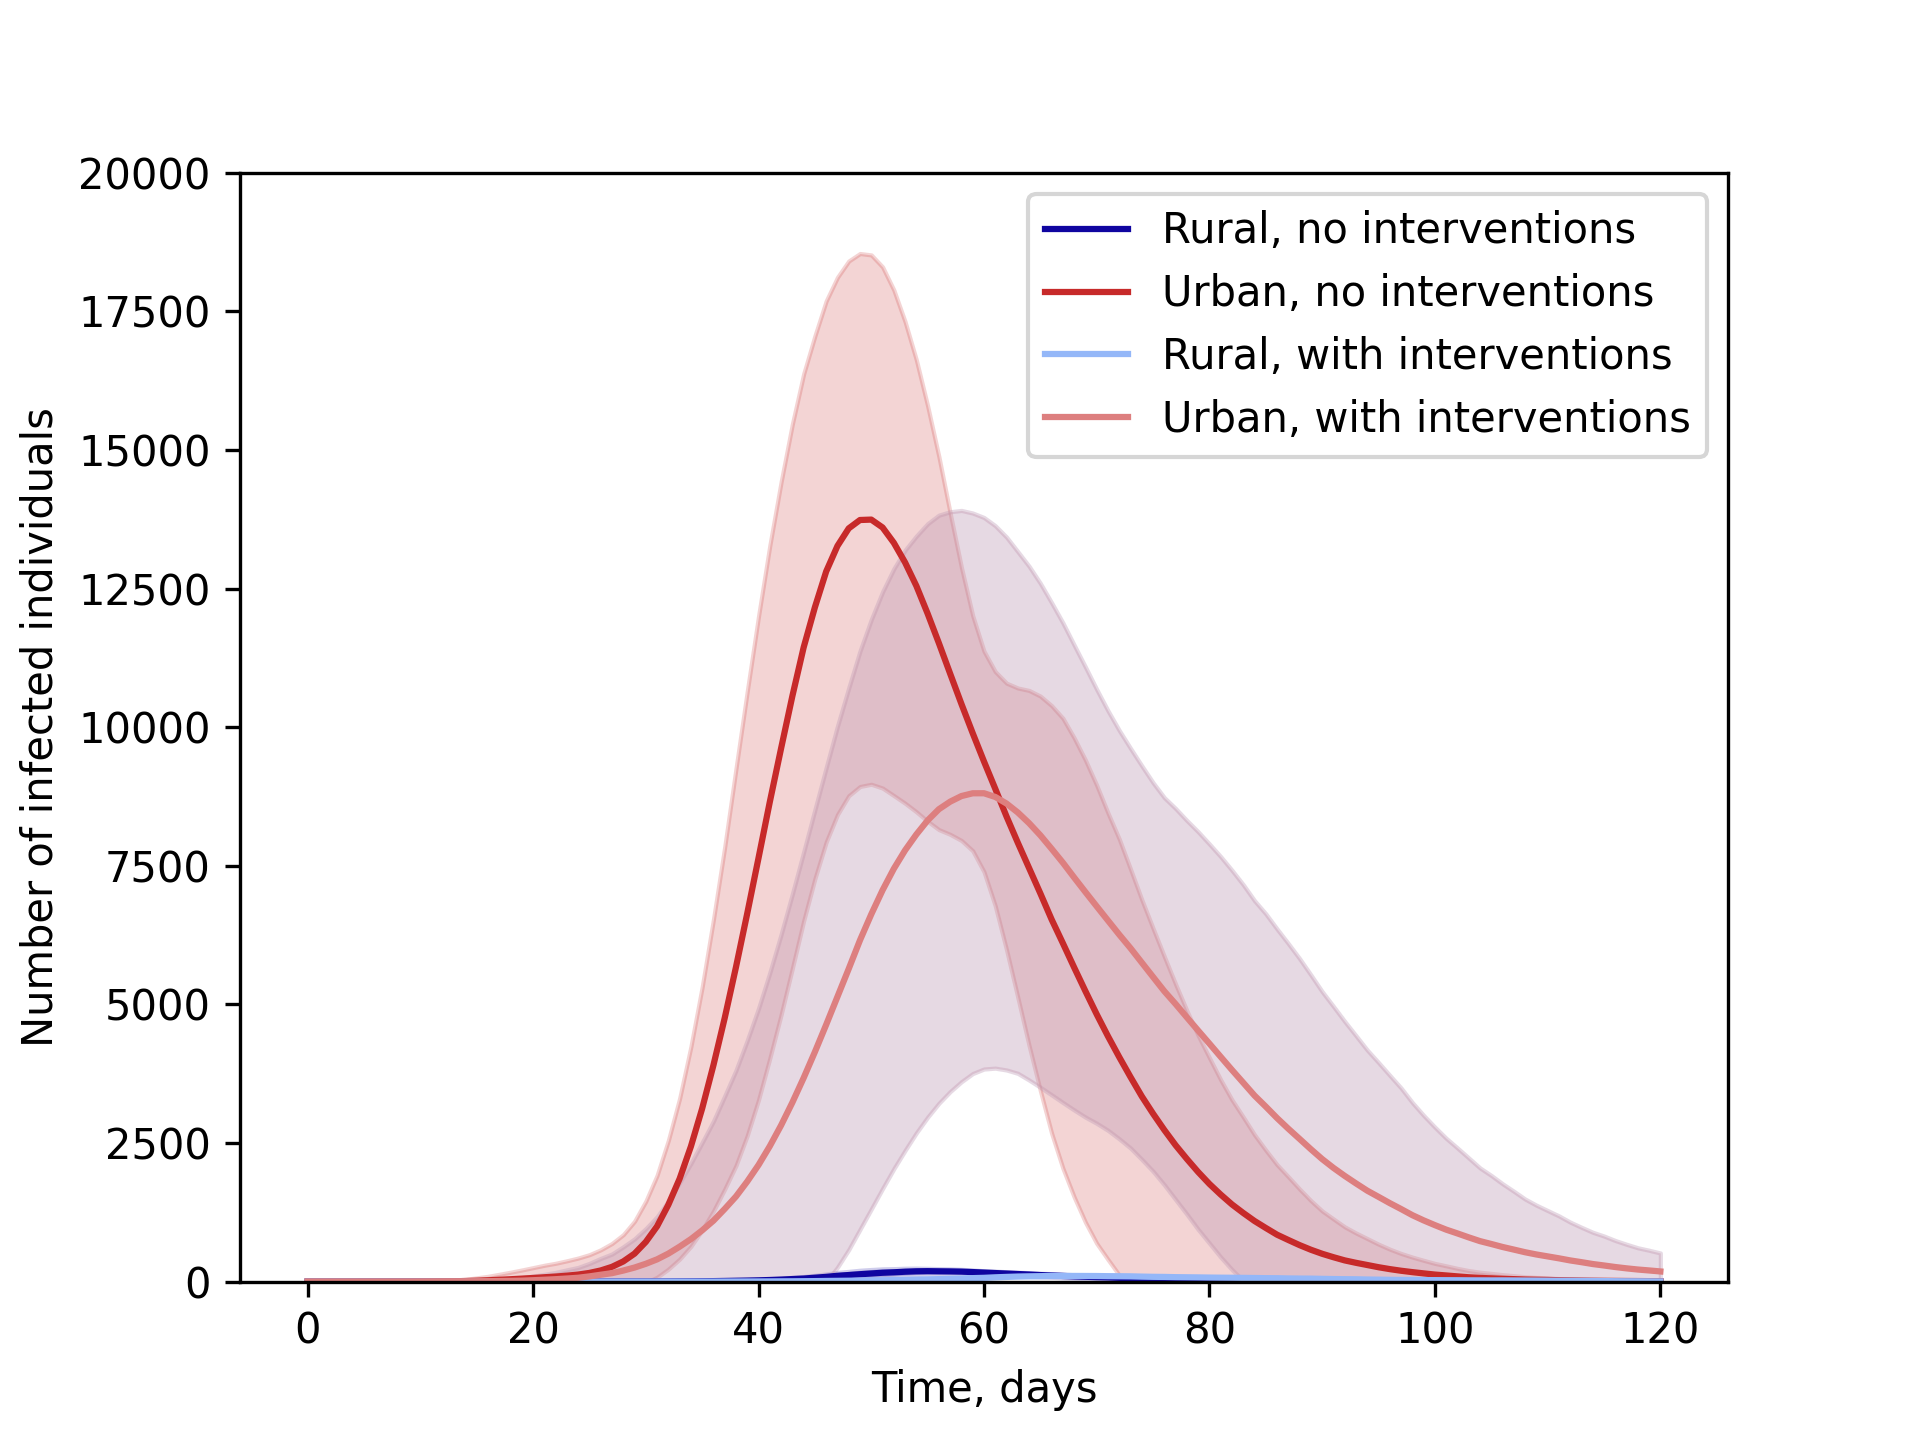 20000
17500
15000
12500
10000
7500
5000
2500
0
Number of infected individuals
Rural, no interventions
Urban, no interventions
Rural, with interventions
Urban, with interventions
0 20 40 60 80 100 120
Time, days